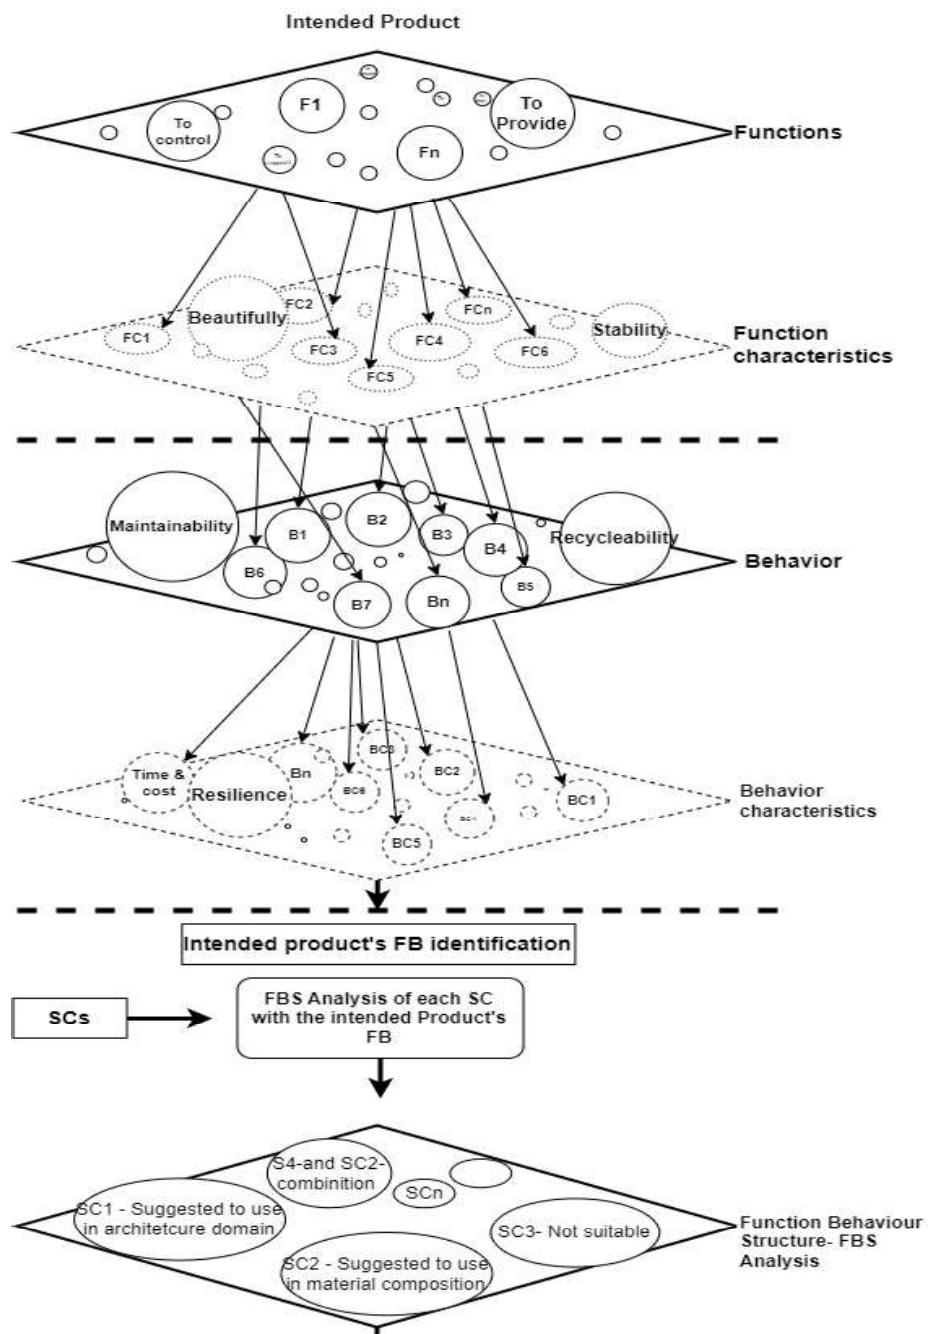 Intended Product
F1
To
Provide
To
control
Fn
Functions
FC2
FCn
Beautifully
Stability
FC1
FC3
FC4
FC6
FC5
Function
characteristics
Maintainability
B1
B2
B3
B4
Recycleability
B6
B5
B7
Bn
Behavior
Time &
cost
Resilience
Bn
BC2
BC1
BC5
Behavior
characteristics
Intended product's FB identification
SCs
FBS Analysis of each SC
with the intended Product's
FB
S4-and SC2-
combinition
SCn
SC1 - Suggested to use
in architetcure domain
SC3- Not suitable
SC2 - Suggested to use
in material composition
Function Behaviour
Structure- FBS
Analysis